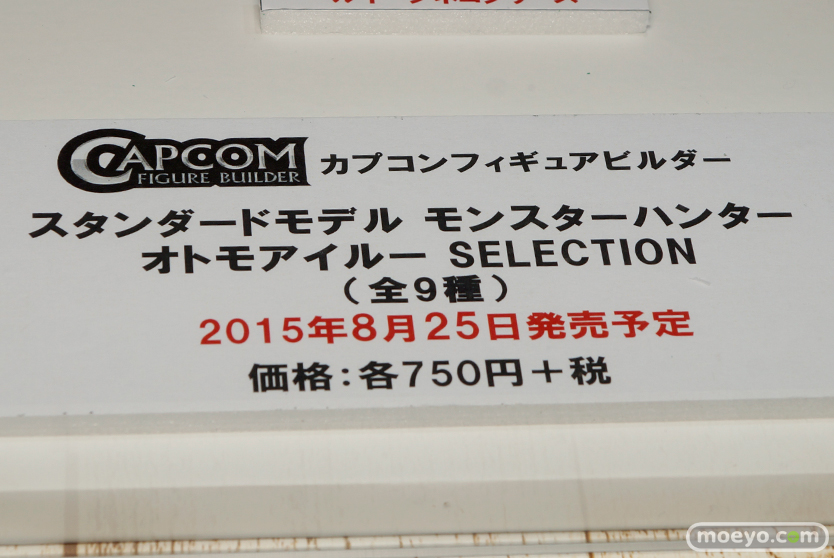 CAPCOM
FIGURE BUILDER
カプコンフィギュアビルダー
スタンダードモデル モンスターハンター
オトモアイルー SELECTION
(全9種)
2015年8月25日発売予定
価格:各750円+税
moeyo.com